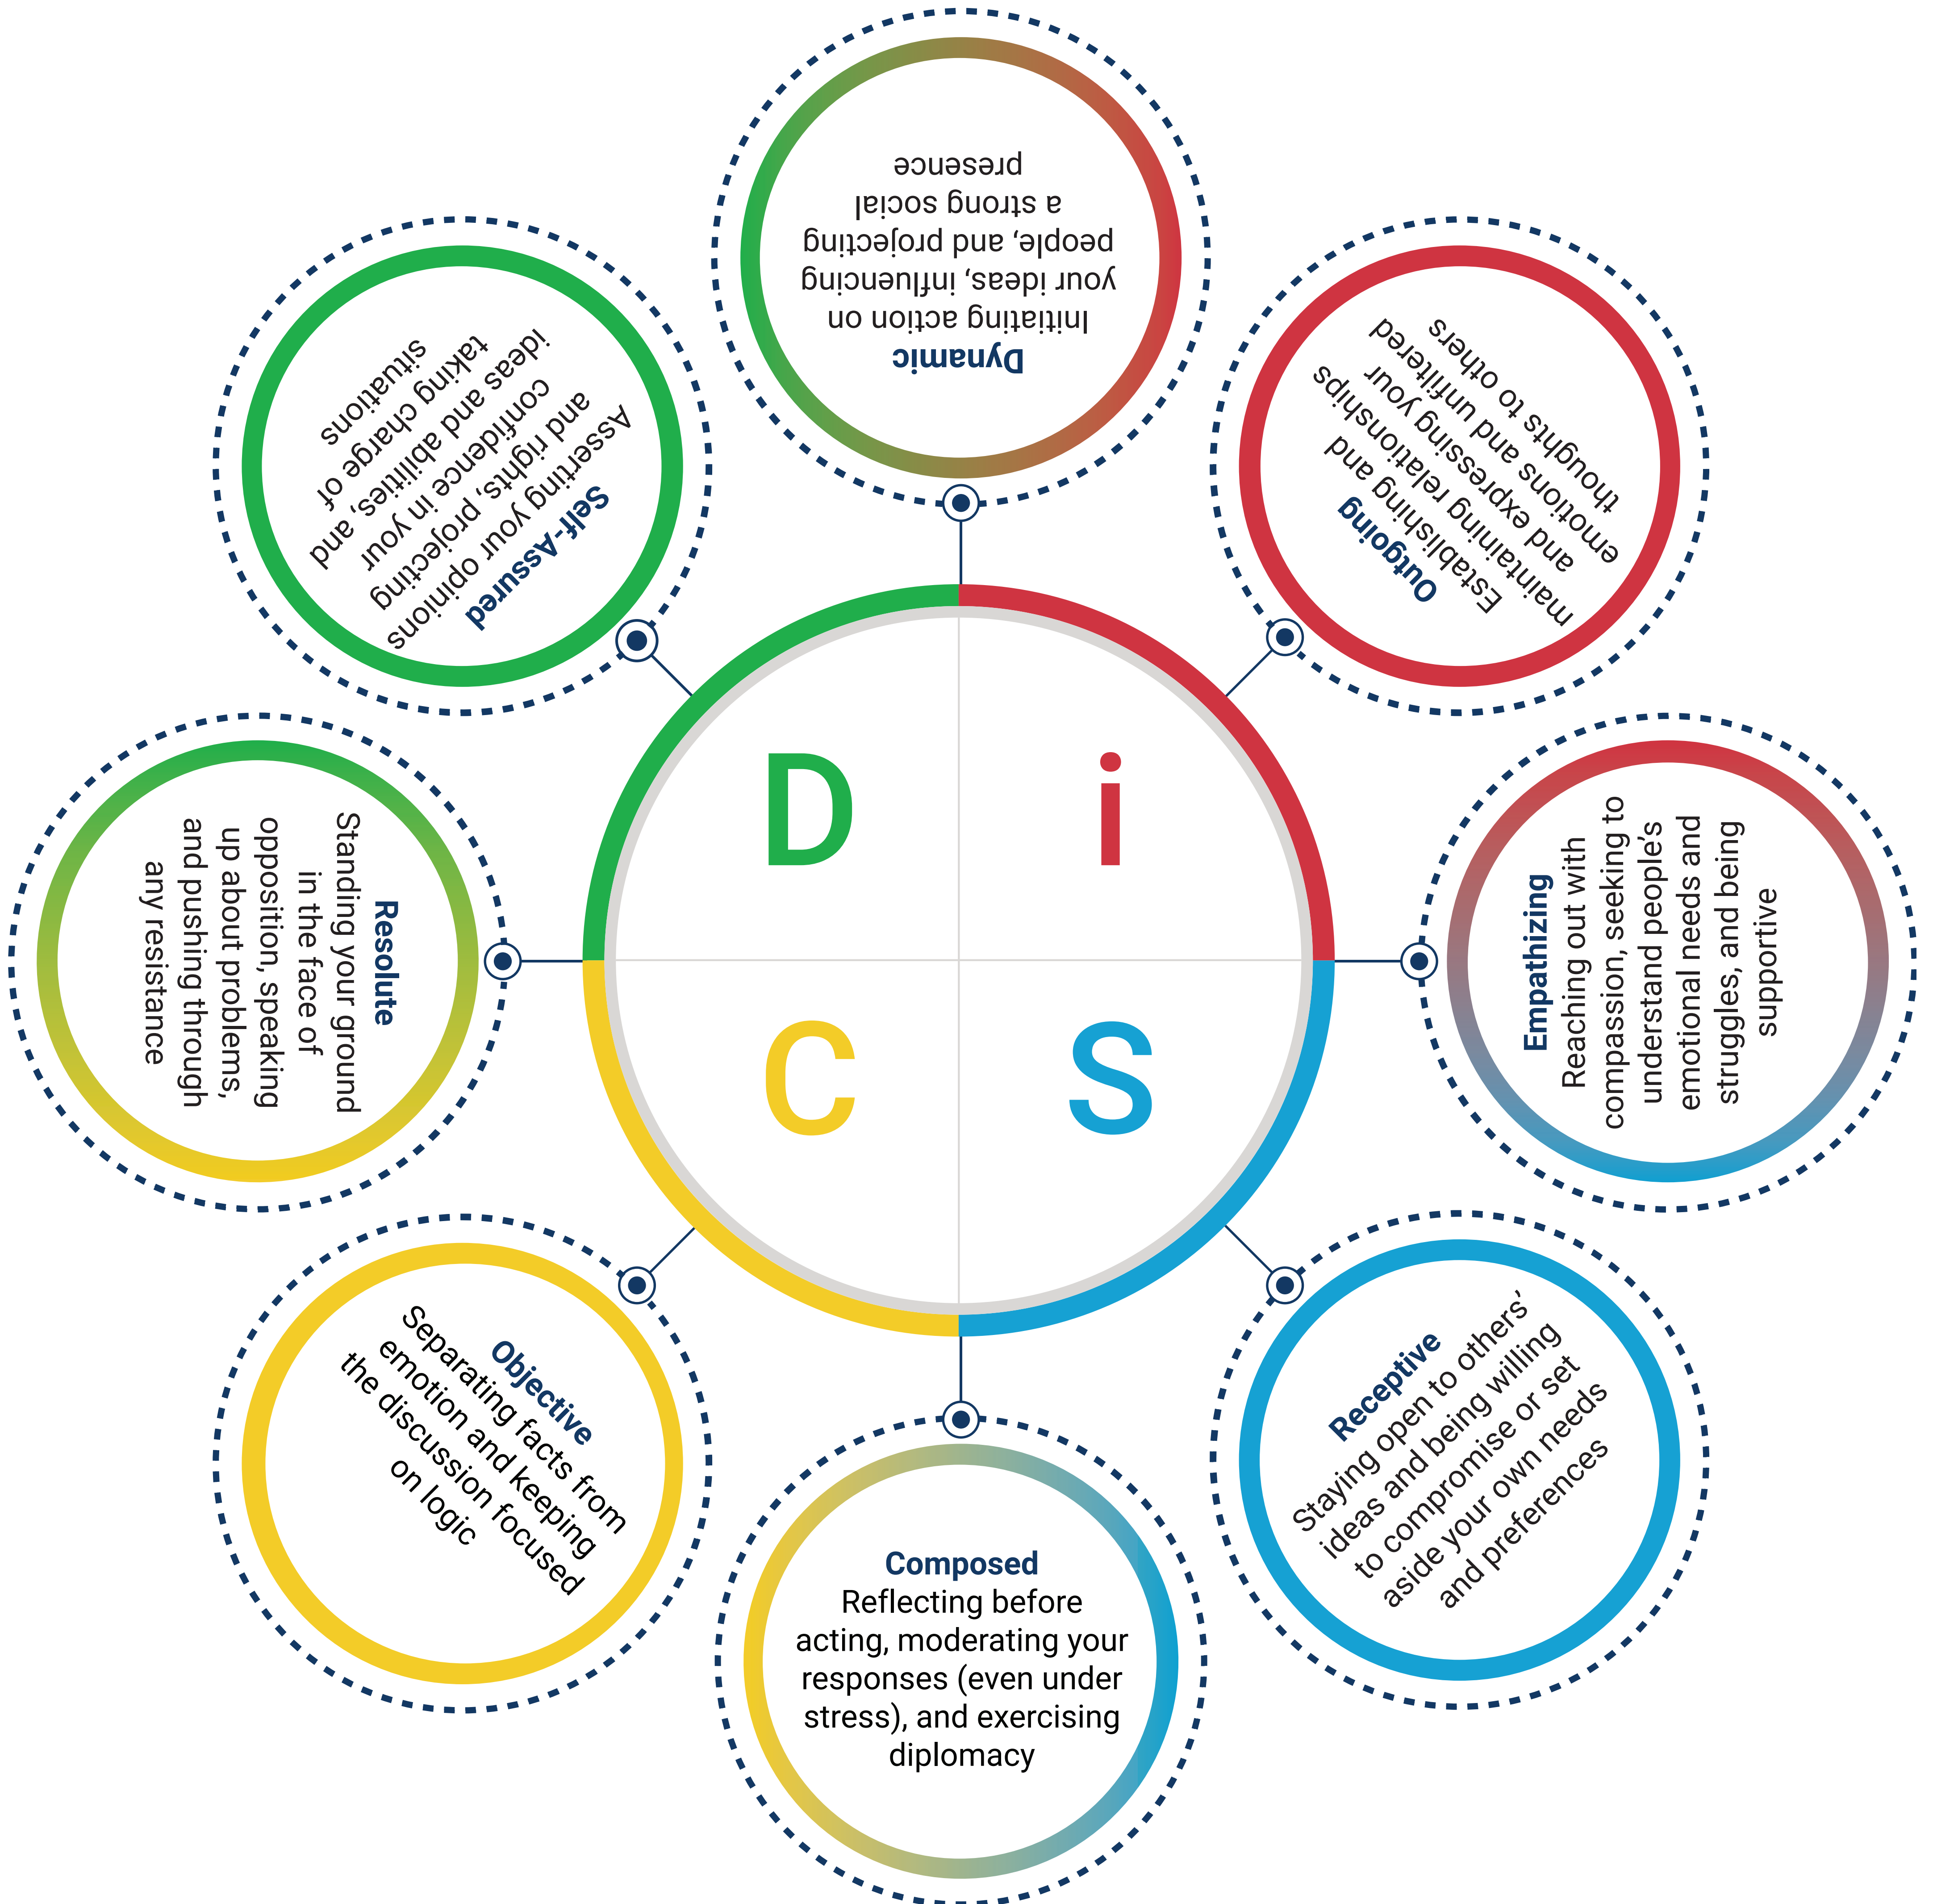 Dynamic
Initiating action on
your ideas, influencing
people, and projecting
a strong social
presence
Outgoing
Establishing and
maintaining relationships
and expressing your
emotions and unfiltered
thoughts to others
Empathizing
Reaching out with
compassion, seeking to
understand people's
emotional needs and
struggles, and being
supportive
Receptive
Staying open to others’
ideas and being willing
to compromise or set
aside your own needs
and preferences
Composed
Reflecting before
acting, moderating your
responses (even under
stress), and exercising
diplomacy
Objective
Separating facts from
emotion and keeping
the discussion focused
on logic
Resolute
Standing your ground
in the face of
opposition, speaking
up about problems,
and pushing through
any resistance
Self-Assured
Asserting your opinions
and rights, projecting
confidence in your
ideas and abilities, and
taking charge of
situations
D i
C S